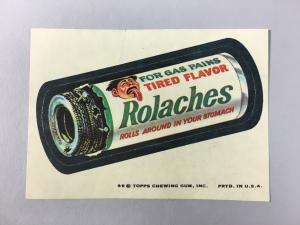 FOR GAS PAINS
TIRED FLAVOR
Rolaches
ROLLS AROUND IN YOUR STOMACH
© TOPPS CHEWING GUM, INC. PRTD. IN U.S.A.